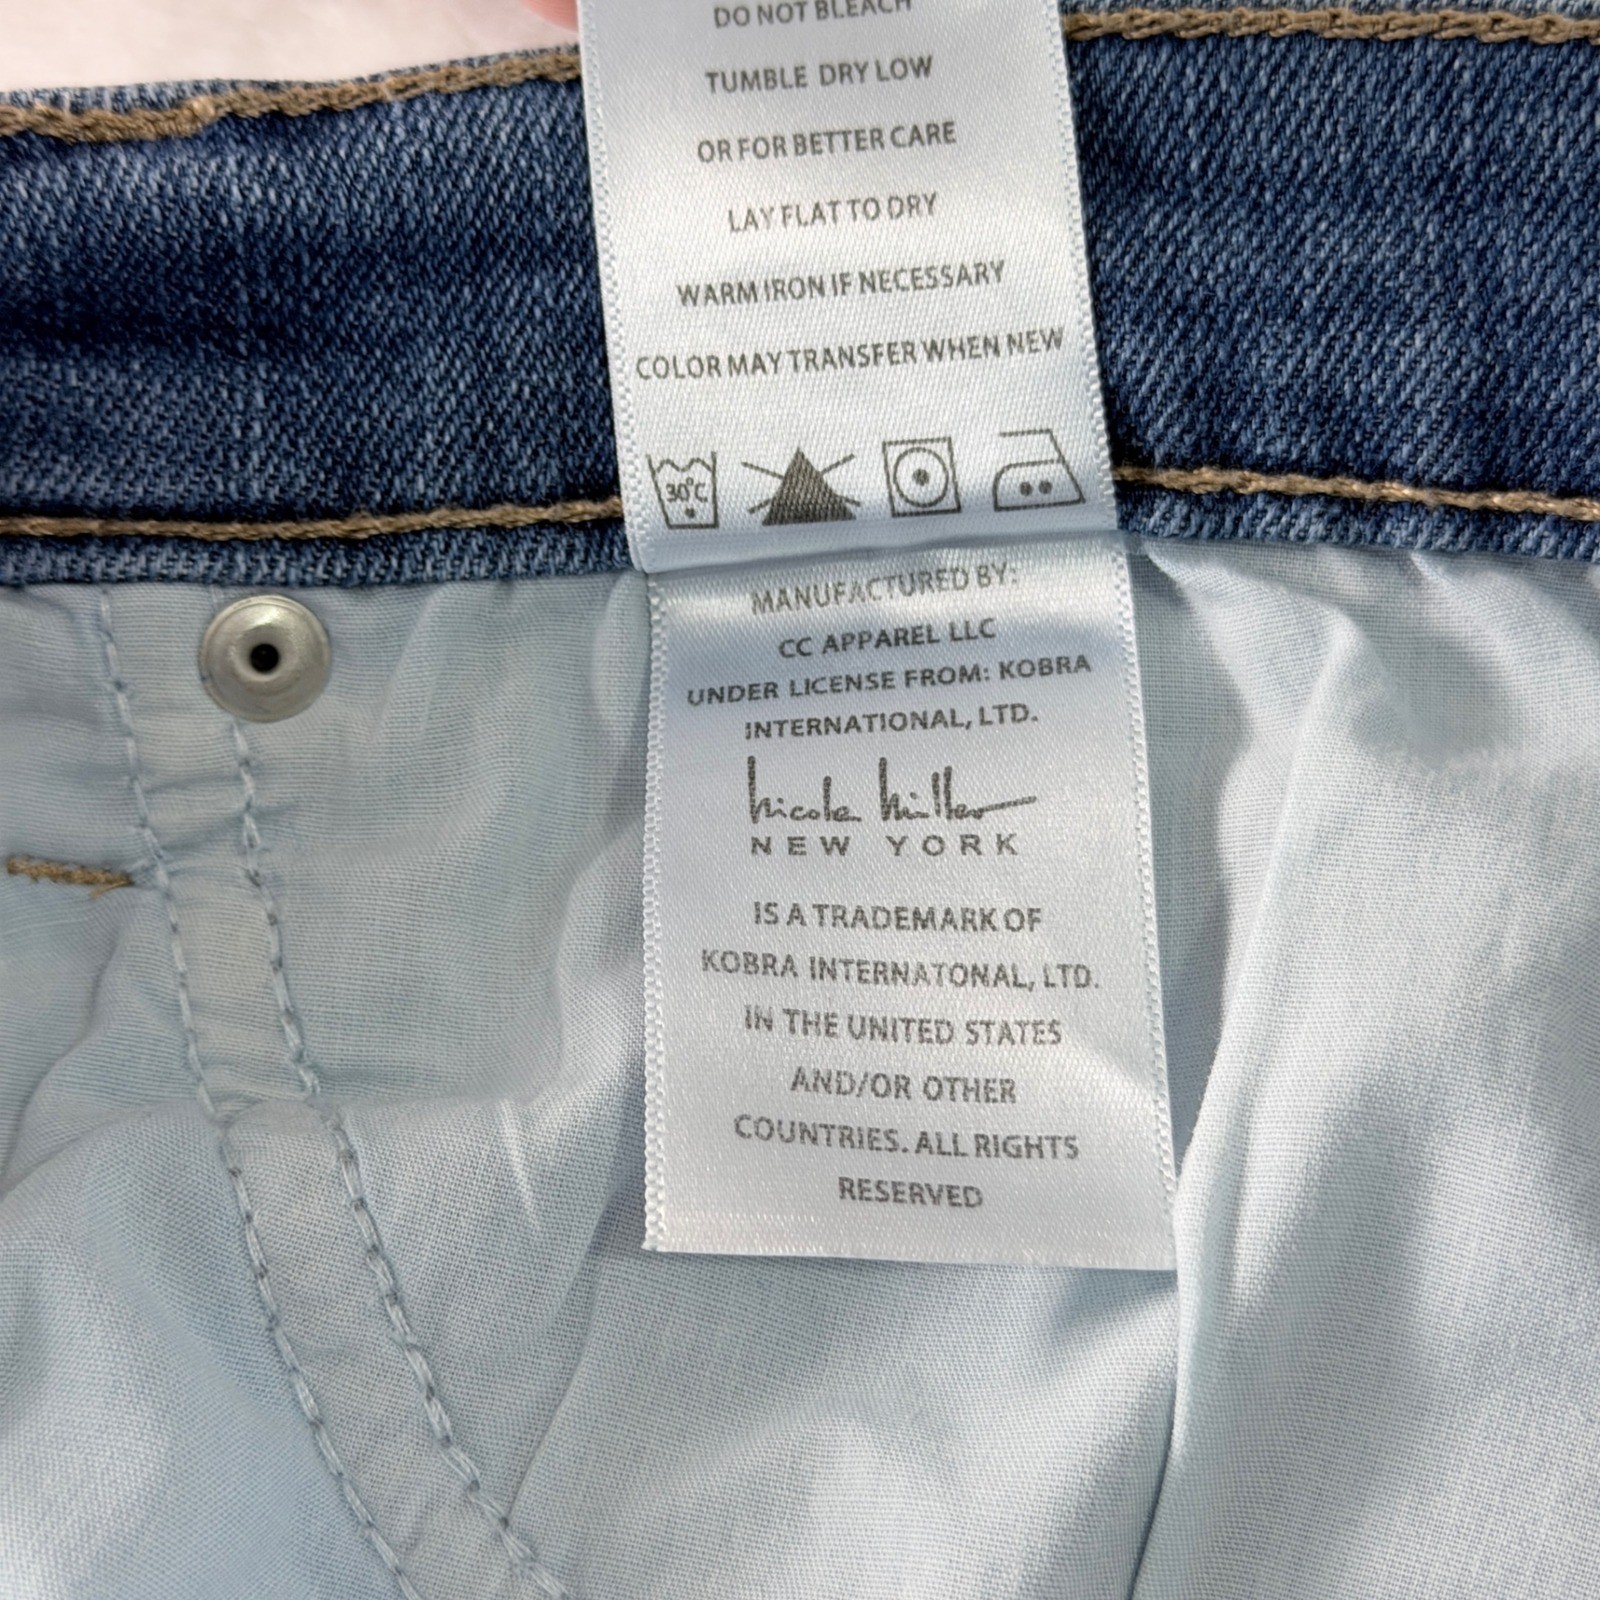 DO NOT BLEACH
TUMBLE DRY LOW
OR FOR BETTER CARE
LAY FLAT TO DRY
WARM IRON IF NECESSARY
COLOR MAY TRANSFER WHEN NEW
30°C
MANUFACTURED BY:
CC APPAREL LLC
UNDER LICENSE FROM: KOBRA
INTERNATIONAL, LTD.
Nicole Miller
NEW YORK
IS A TRADEMARK OF
KOBRA INTERNATONAL, LTD.
IN THE UNITED STATES
AND/OR OTHER
COUNTRIES. ALL RIGHTS
RESERVED